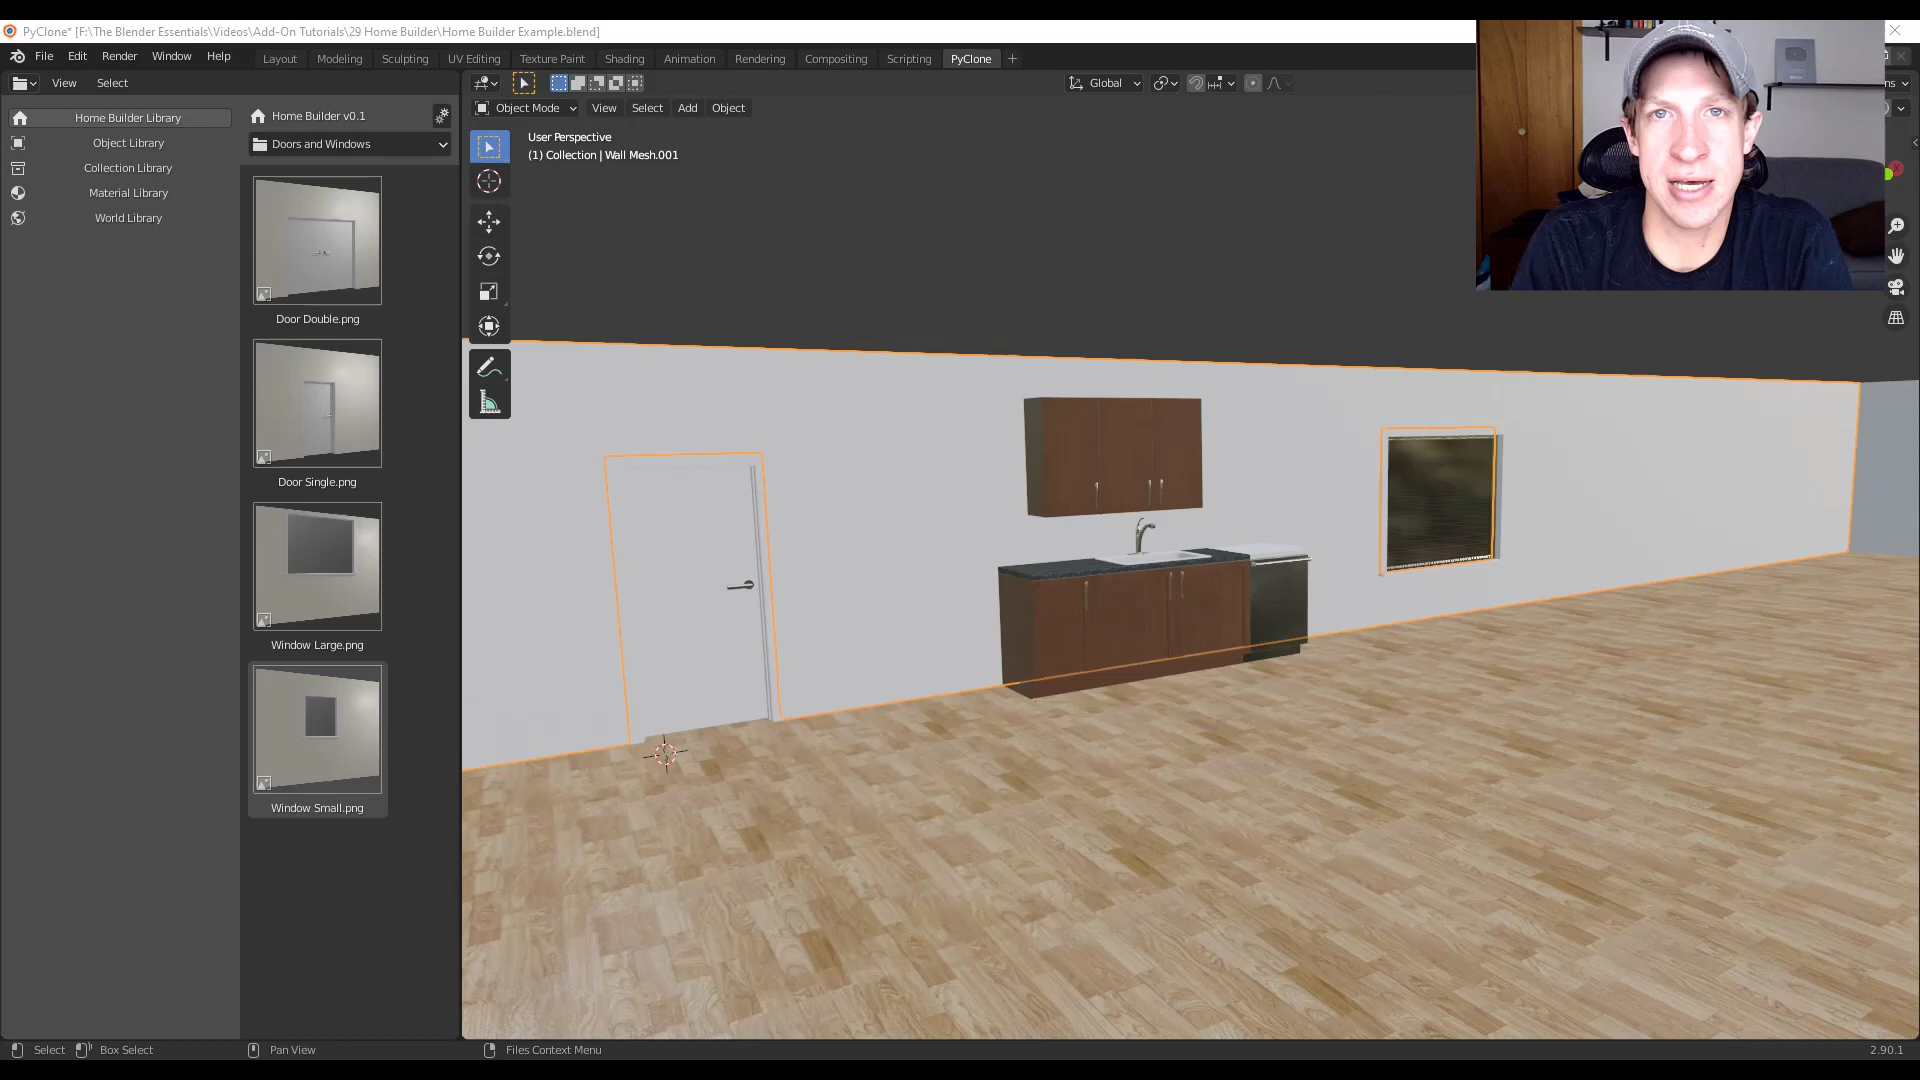 PyClone* [F:\The Blender Essentials\Videos\Add-On Tutorials\29 Home Builder\Home Builder Example.blend]
File Edit Render Window Help
Layout Modeling Sculpting UV Editing Texture Paint Shading Animation Rendering Compositing Scripting PyClone
View Select
Global
ns
Home Builder Library
Object Library
Collection Library
Material Library
World Library
Home Builder v0.1
Doors and Windows
Door Double.png
Door Single.png
Window Large.png
Window Small.png
Object Mode View Select Add Object
User Perspective
(1) Collection | Wall Mesh.001
X
Select Box Select Pan View Files Context Menu 2.90.1